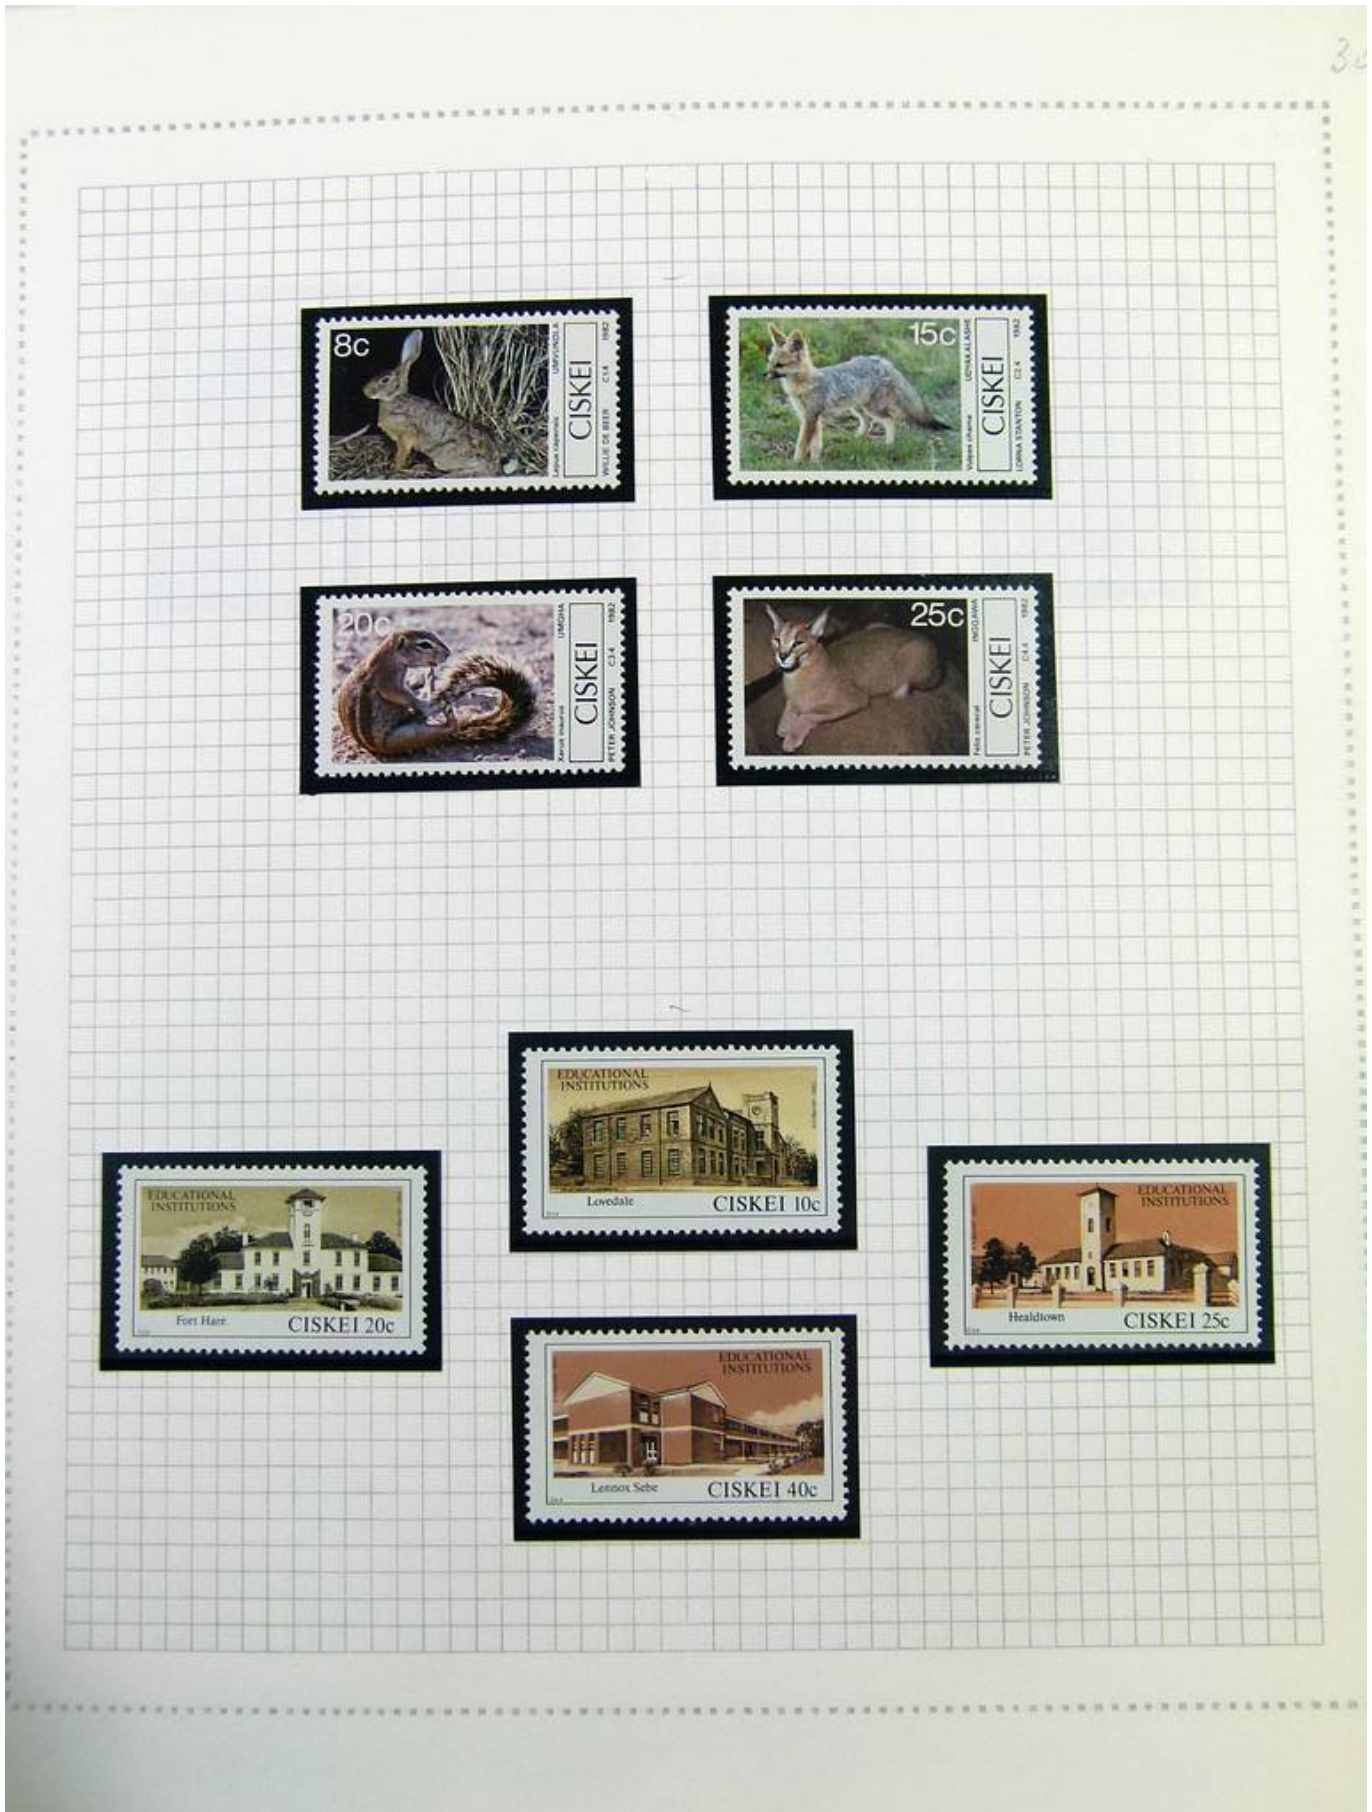 8c
Lepus capensis UMVUNDLA
CISKEI
WILLIE DE BEER C1.4 1982
15c
Vulpes chama UDYAKALASHE
CISKEI
LORNA STANTON C2.4 1982
20c
Xerus inauris UMQHA
CISKEI
PETER JOHNSON C3.4 1982
25c
Felis caracal INGQAWA
CISKEI
PETER JOHNSON C4.4 1982
EDUCATIONAL
INSTITUTIONS
Lovedale
CISKEI 10c
EDUCATIONAL
INSTITUTIONS
Fort Hare
CISKEI 20c
EDUCATIONAL
INSTITUTIONS
Healdtown
CISKEI 25c
EDUCATIONAL
INSTITUTIONS
Lennox Sebe
CISKEI 40c